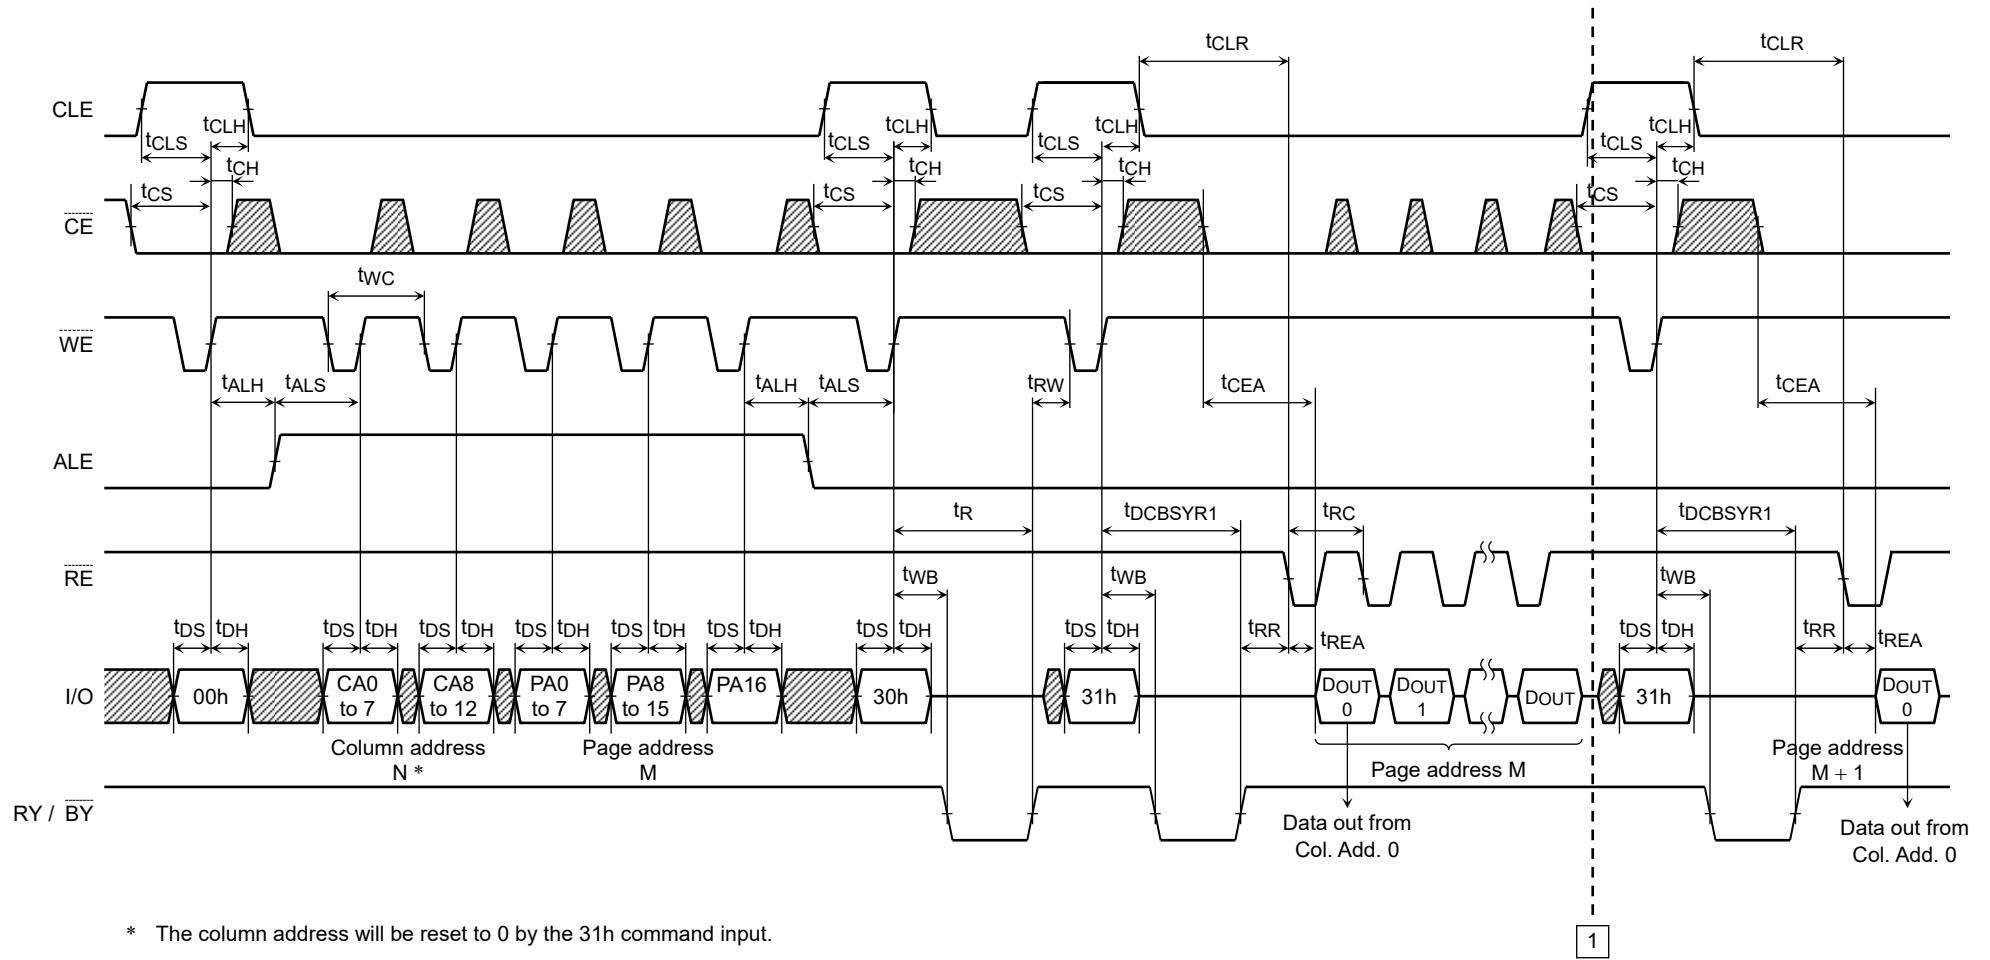 tCLR tCLR
CLE
tCLS tCLH tCLS tCLH tCLS tCLH tCLS tCLH
tCH tCH tCH tCH
tCS tCS tCS tCS
CE
tWC
WE
tALH tALS tALH tALS tRW tCEA tCEA
ALE
tR tDCBSYR1 tRC tDCBSYR1
RE
tWB tWB tWB
tDS tDH tDS tDH tDS tDH tDS tDH tDS tDH tDS tDH tDS tDH tDS tDH tRR tREA tDS tDH tRR tREA
I/O
00h
CA0
to 7
CA8
to 12
PA0
to 7
PA8
to 15
PA16
30h
31h
DOUT
0
DOUT
1
DOUT
31h
DOUT
0
Column address
N *
Page address
M
Page address M
Page address
M + 1
RY / BY
Data out from
Col. Add. 0
Data out from
Col. Add. 0
* The column address will be reset to 0 by the 31h command input.
1